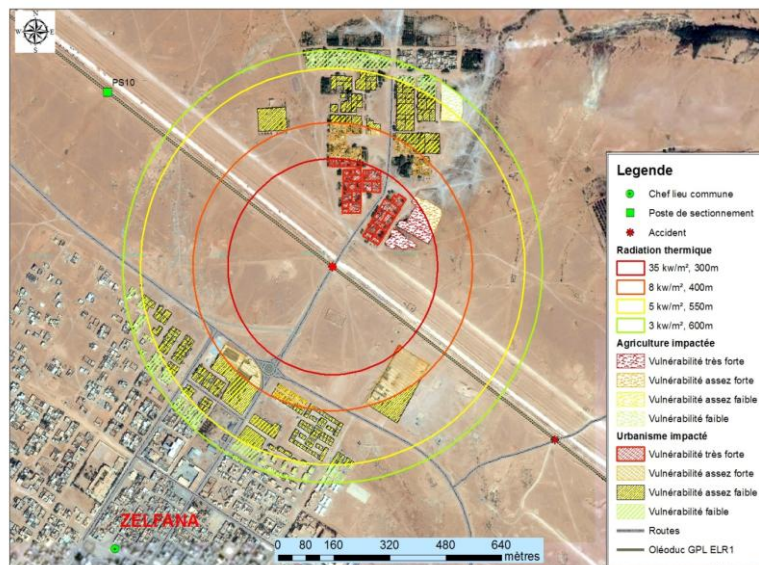 N
W E
S
PS10
ZELFANA
0 80 160 320 480 640
mètres
Legende
Chef lieu commune
Poste de sectionnement
Accident
Radiation thermique
35 kw/m², 300m
8 kw/m², 400m
5 kw/m², 550m
3 kw/m², 600m
Agriculture impactée
Vulnérabilité très forte
Vulnérabilité assez forte
Vulnérabilité assez faible
Vulnérabilité faible
Urbanisme impacté
Vulnérabilité très forte
Vulnérabilité assez forte
Vulnérabilité assez faible
Vulnérabilité faible
Routes
Oléoduc GPL ELR1